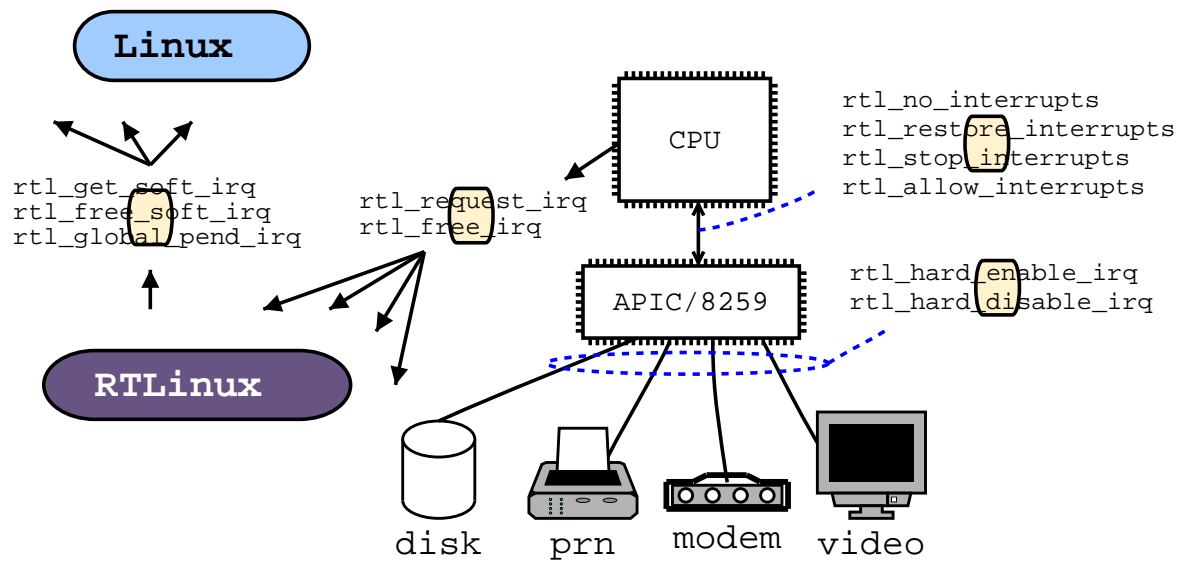 Linux
rtl_get_soft_irq
rtl_free_soft_irq
rtl_global_pend_irq
RTLinux
rtl_request_irq
rtl_free_irq
CPU
APIC/8259
rtl_no_interrupts
rtl_restore_interrupts
rtl_stop_interrupts
rtl_allow_interrupts
rtl_hard_enable_irq
rtl_hard_disable_irq
disk
prn
modem
video